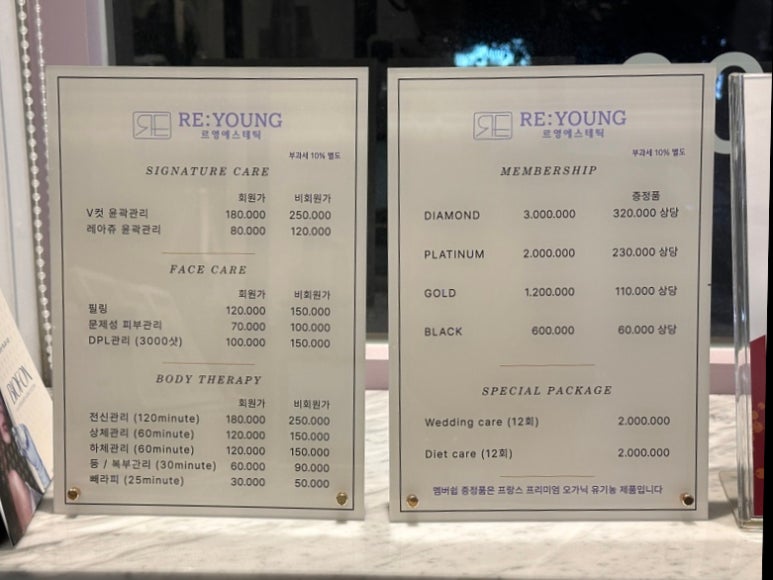 RE RE:YOUNG
르영에스테틱
부과세 10% 별도
SIGNATURE CARE
회원가 비회원가
V컷 윤곽관리 180.000 250.000
레아쥬 윤곽관리 80.000 120.000
FACE CARE
회원가 비회원가
필링 120.000 150.000
문제성 피부관리 70.000 100.000
DPL관리 (3000샷) 100.000 150.000
BODY THERAPY
회원가 비회원가
전신관리 (120minute) 180.000 250.000
상체관리 (60minute) 120.000 150.000
하체관리 (60minute) 120.000 150.000
등 / 복부관리 (30minute) 60.000 90.000
뻬라피 (25minute) 30.000 50.000
RE RE:YOUNG
르영에스테틱
부과세 10% 별도
MEMBERSHIP
증정품
DIAMOND 3.000.000 320.000 상당
PLATINUM 2.000.000 230.000 상당
GOLD 1.200.000 110.000 상당
BLACK 600.000 60.000 상당
SPECIAL PACKAGE
Wedding care (12회) 2.000.000
Diet care (12회) 2.000.000
멤버쉽 증정품은 프랑스 프리미엄 오가닉 유기농 제품입니다